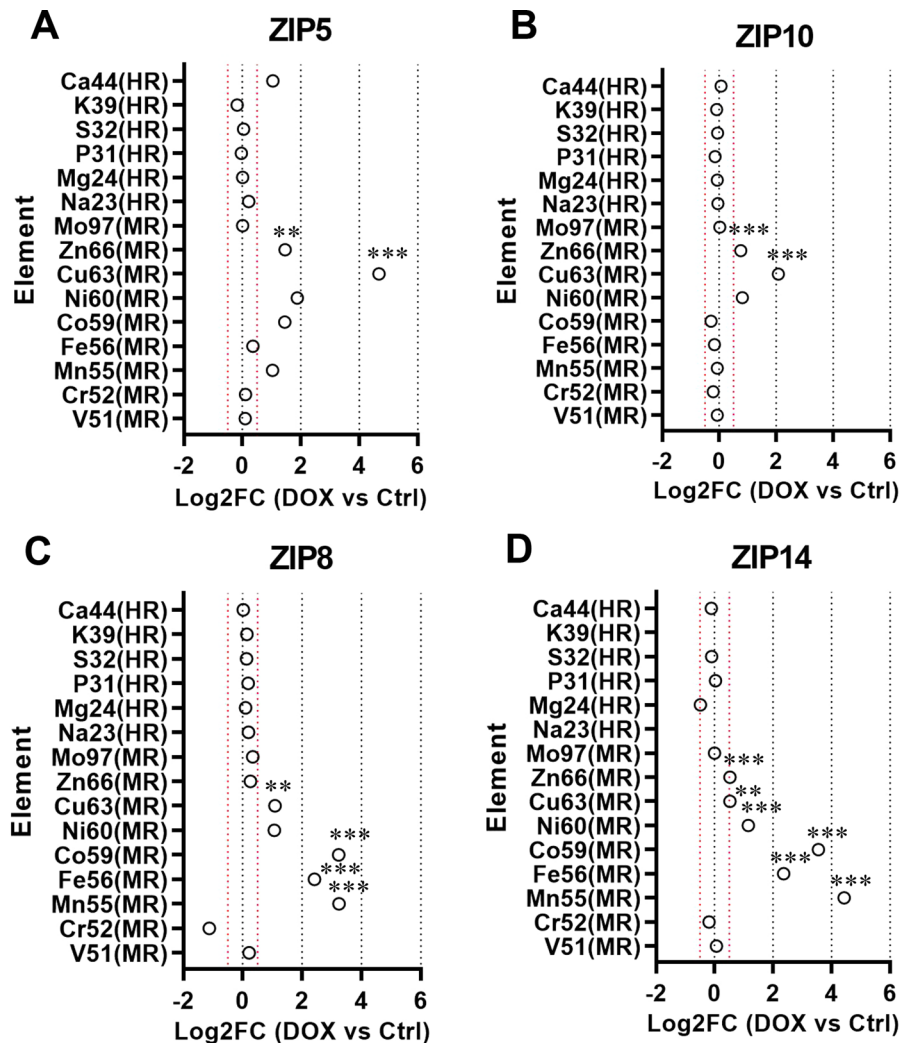 A
ZIP5
Element
Ca44(HR)
K39(HR)
S32(HR)
P31(HR)
Mg24(HR)
Na23(HR)
Mo97(MR)
**
Zn66(MR)
***
Cu63(MR)
Ni60(MR)
Co59(MR)
Fe56(MR)
Mn55(MR)
Cr52(MR)
V51(MR)
-2 0 2 4 6
Log2FC (DOX vs Ctrl)
B
ZIP10
Element
Ca44(HR)
K39(HR)
S32(HR)
P31(HR)
Mg24(HR)
Na23(HR)
Mo97(MR) ***
Zn66(MR)
***
Cu63(MR)
Ni60(MR)
Co59(MR)
Fe56(MR)
Mn55(MR)
Cr52(MR)
V51(MR)
-2 0 2 4 6
Log2FC (DOX vs Ctrl)
C
ZIP8
Element
Ca44(HR)
K39(HR)
S32(HR)
P31(HR)
Mg24(HR)
Na23(HR)
Mo97(MR)
Zn66(MR)
**
Cu63(MR)
Ni60(MR)
***
Co59(MR)
***
Fe56(MR)
***
Mn55(MR)
Cr52(MR)
V51(MR)
-2 0 2 4 6
Log2FC (DOX vs Ctrl)
D
ZIP14
Element
Ca44(HR)
K39(HR)
S32(HR)
P31(HR)
Mg24(HR)
Na23(HR)
Mo97(MR)
***
Zn66(MR)
**
Cu63(MR)
***
Ni60(MR)
***
Co59(MR)
***
Fe56(MR)
***
Mn55(MR)
Cr52(MR)
V51(MR)
-2 0 2 4 6
Log2FC (DOX vs Ctrl)